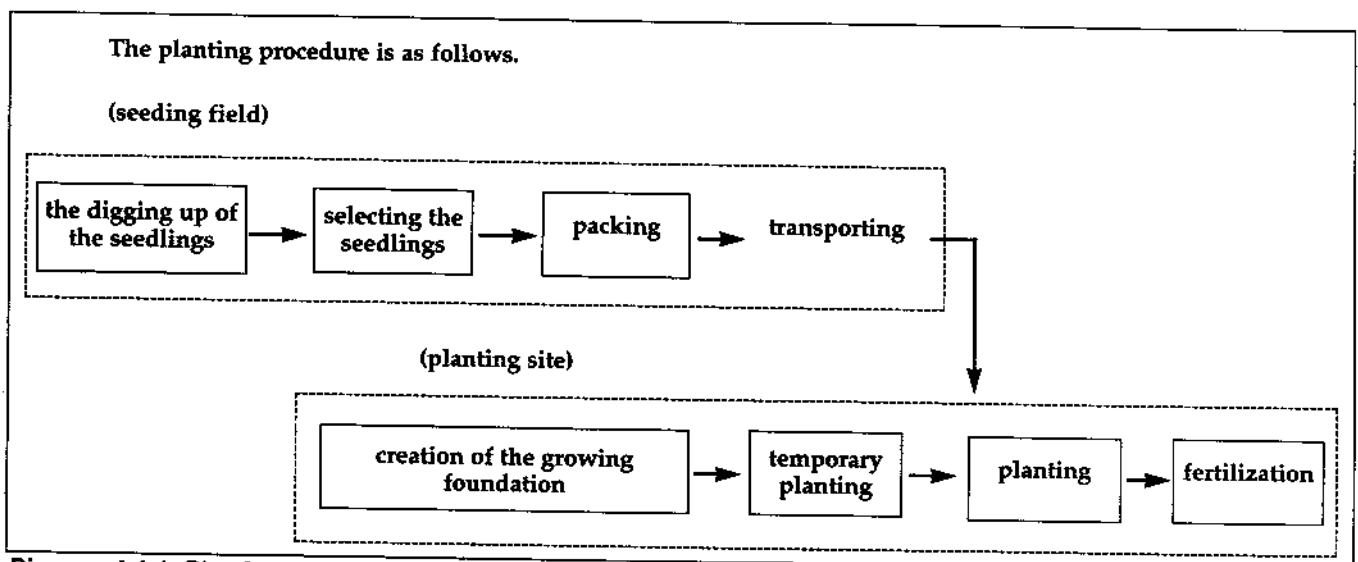 The planting procedure is as follows.
(seeding field)
the digging up of
the seedlings
selecting the
seedlings
packing
transporting
(planting site)
creation of the growing
foundation
temporary
planting
planting
fertilization